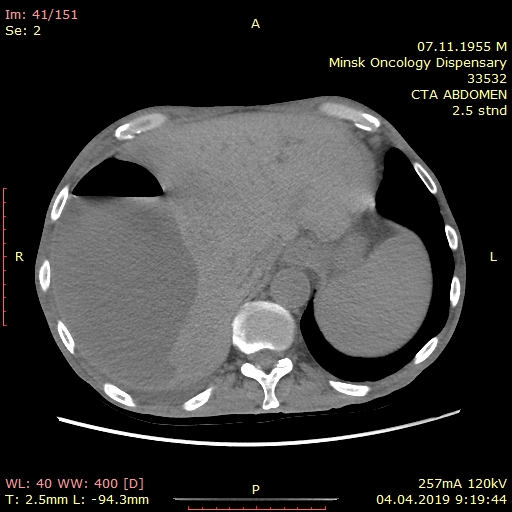 Im: 41/151
Se: 2
A
07.11.1955 M
Minsk Oncology Dispensary
33532
CTA ABDOMEN
2.5 stnd
R
L
WL: 40 WW: 400 [D]
T: 2.5mm L: -94.3mm
P
257mA 120kV
04.04.2019 9:19:44